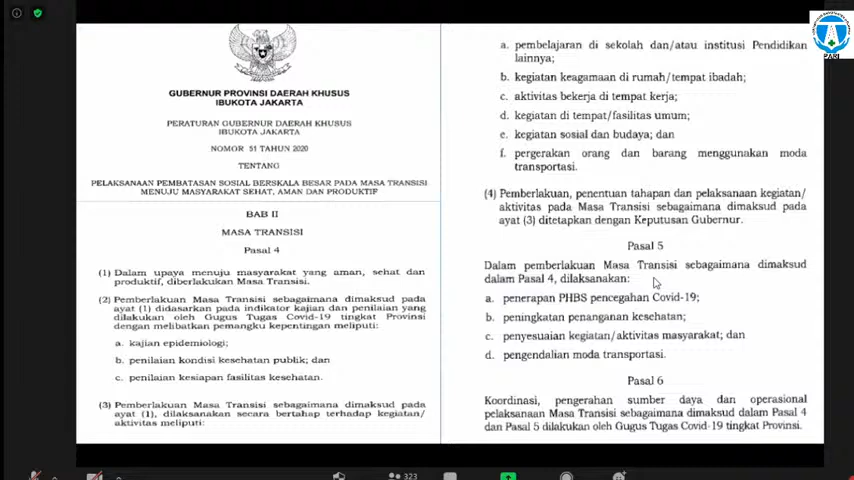 GUBERNUR PROVINSI DAERAH KHUSUS
IBUKOTA JAKARTA
PERATURAN GUBERNUR DAERAH KHUSUS
IBUKOTA JAKARTA
NOMOR 51 TAHUN 2020
TENTANG
PELAKSANAAN PEMBATASAN SOSIAL BERSKALA BESAR PADA MASA TRANSISI
MENUJU MASYARAKAT SEHAT, AMAN DAN PRODUKTIF
BAB II
MASA TRANSISI
Pasal 4
(1) Dalam upaya menuju masyarakat yang aman, sehat dan
produktif, diberlakukan Masa Transisi.
(2) Pemberlakuan Masa Transisi sebagaimana dimaksud pada
ayat (1) didasarkan pada indikator kajian dan penilaian yang
dilakukan oleh Gugus Tugas Covid-19 tingkat Provinsi
dengan melibatkan pemangku kepentingan meliputi:
a. kajian epidemiologi;
b. penilaian kondisi kesehatan publik; dan
c. penilaian kesiapan fasilitas kesehatan.
(3) Pemberlakuan Masa Transisi sebagaimana dimaksud pada
ayat (1), dilaksanakan secara bertahap terhadap kegiatan/
aktivitas meliputi:
a. pembelajaran di sekolah dan/atau institusi Pendidikan
lainnya;
b. kegiatan keagamaan di rumah/tempat ibadah;
c. aktivitas bekerja di tempat kerja;
d. kegiatan di tempat/fasilitas umum;
e. kegiatan sosial dan budaya; dan
f. pergerakan orang dan barang menggunakan moda
transportasi.
(4) Pemberlakuan, penentuan tahapan dan pelaksanaan kegiatan/
aktivitas pada Masa Transisi sebagaimana dimaksud pada
ayat (3) ditetapkan dengan Keputusan Gubernur.
Pasal 5
Dalam pemberlakuan Masa Transisi sebagaimana dimaksud
dalam Pasal 4, dilaksanakan:
a. penerapan PHBS pencegahan Covid-19;
b. peningkatan penanganan kesehatan;
c. penyesuaian kegiatan/aktivitas masyarakat; dan
d. pengendalian moda transportasi.
Pasal 6
Koordinasi, pengerahan sumber daya dan operasional
pelaksanaan Masa Transisi sebagaimana dimaksud dalam Pasal 4
dan Pasal 5 dilakukan oleh Gugus Tugas Covid-19 tingkat Provinsi.
PARI
323